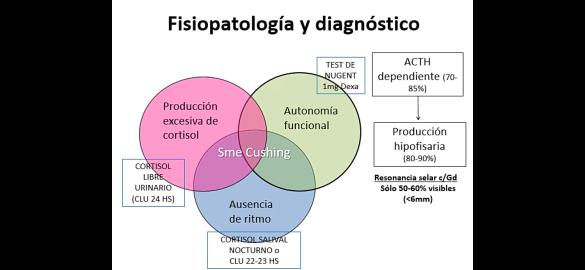 Fisiopatología y diagnóstico
TEST DE
NUGENT
1mg Dexa
ACTH
dependiente (70-
85%)
Producción
excesiva de
cortisol
Autonomía
funcional
Sme Cushing
Producción
hipofisaria
(80-90%)
CORTISOL
LIBRE
URINARIO
(CLU 24 HS)
Resonancia selar c/Gd
Sólo 50-60% visibles
(<6mm)
Ausencia
de ritmo
CORTISOL SALIVAL
NOCTURNO o
CLU 22-23 HS